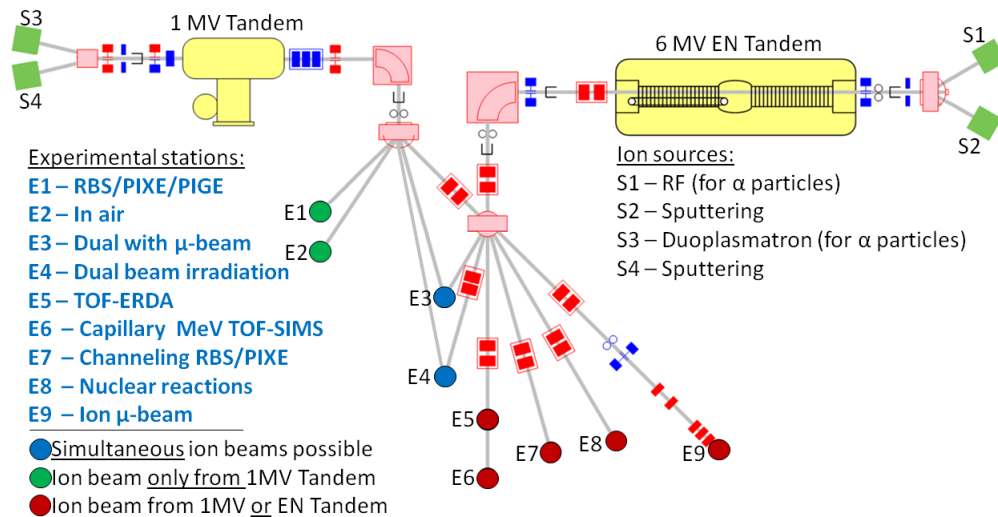 S3
1 MV Tandem
6 MV EN Tandem
S1
S4
S2
Experimental stations:
E1 – RBS/PIXE/PIGE
E2 – In air
E3 – Dual with μ-beam
E4 – Dual beam irradiation
E5 – TOF-ERDA
E6 – Capillary MeV TOF-SIMS
E7 – Channeling RBS/PIXE
E8 – Nuclear reactions
E9 – Ion μ-beam
Simultaneous ion beams possible
Ion beam only from 1MV Tandem
Ion beam from 1MV or EN Tandem
Ion sources:
S1 – RF (for α particles)
S2 – Sputtering
S3 – Duoplasmatron (for α particles)
S4 – Sputtering
E1
E2
E3
E4
E5
E6
E7
E8
E9